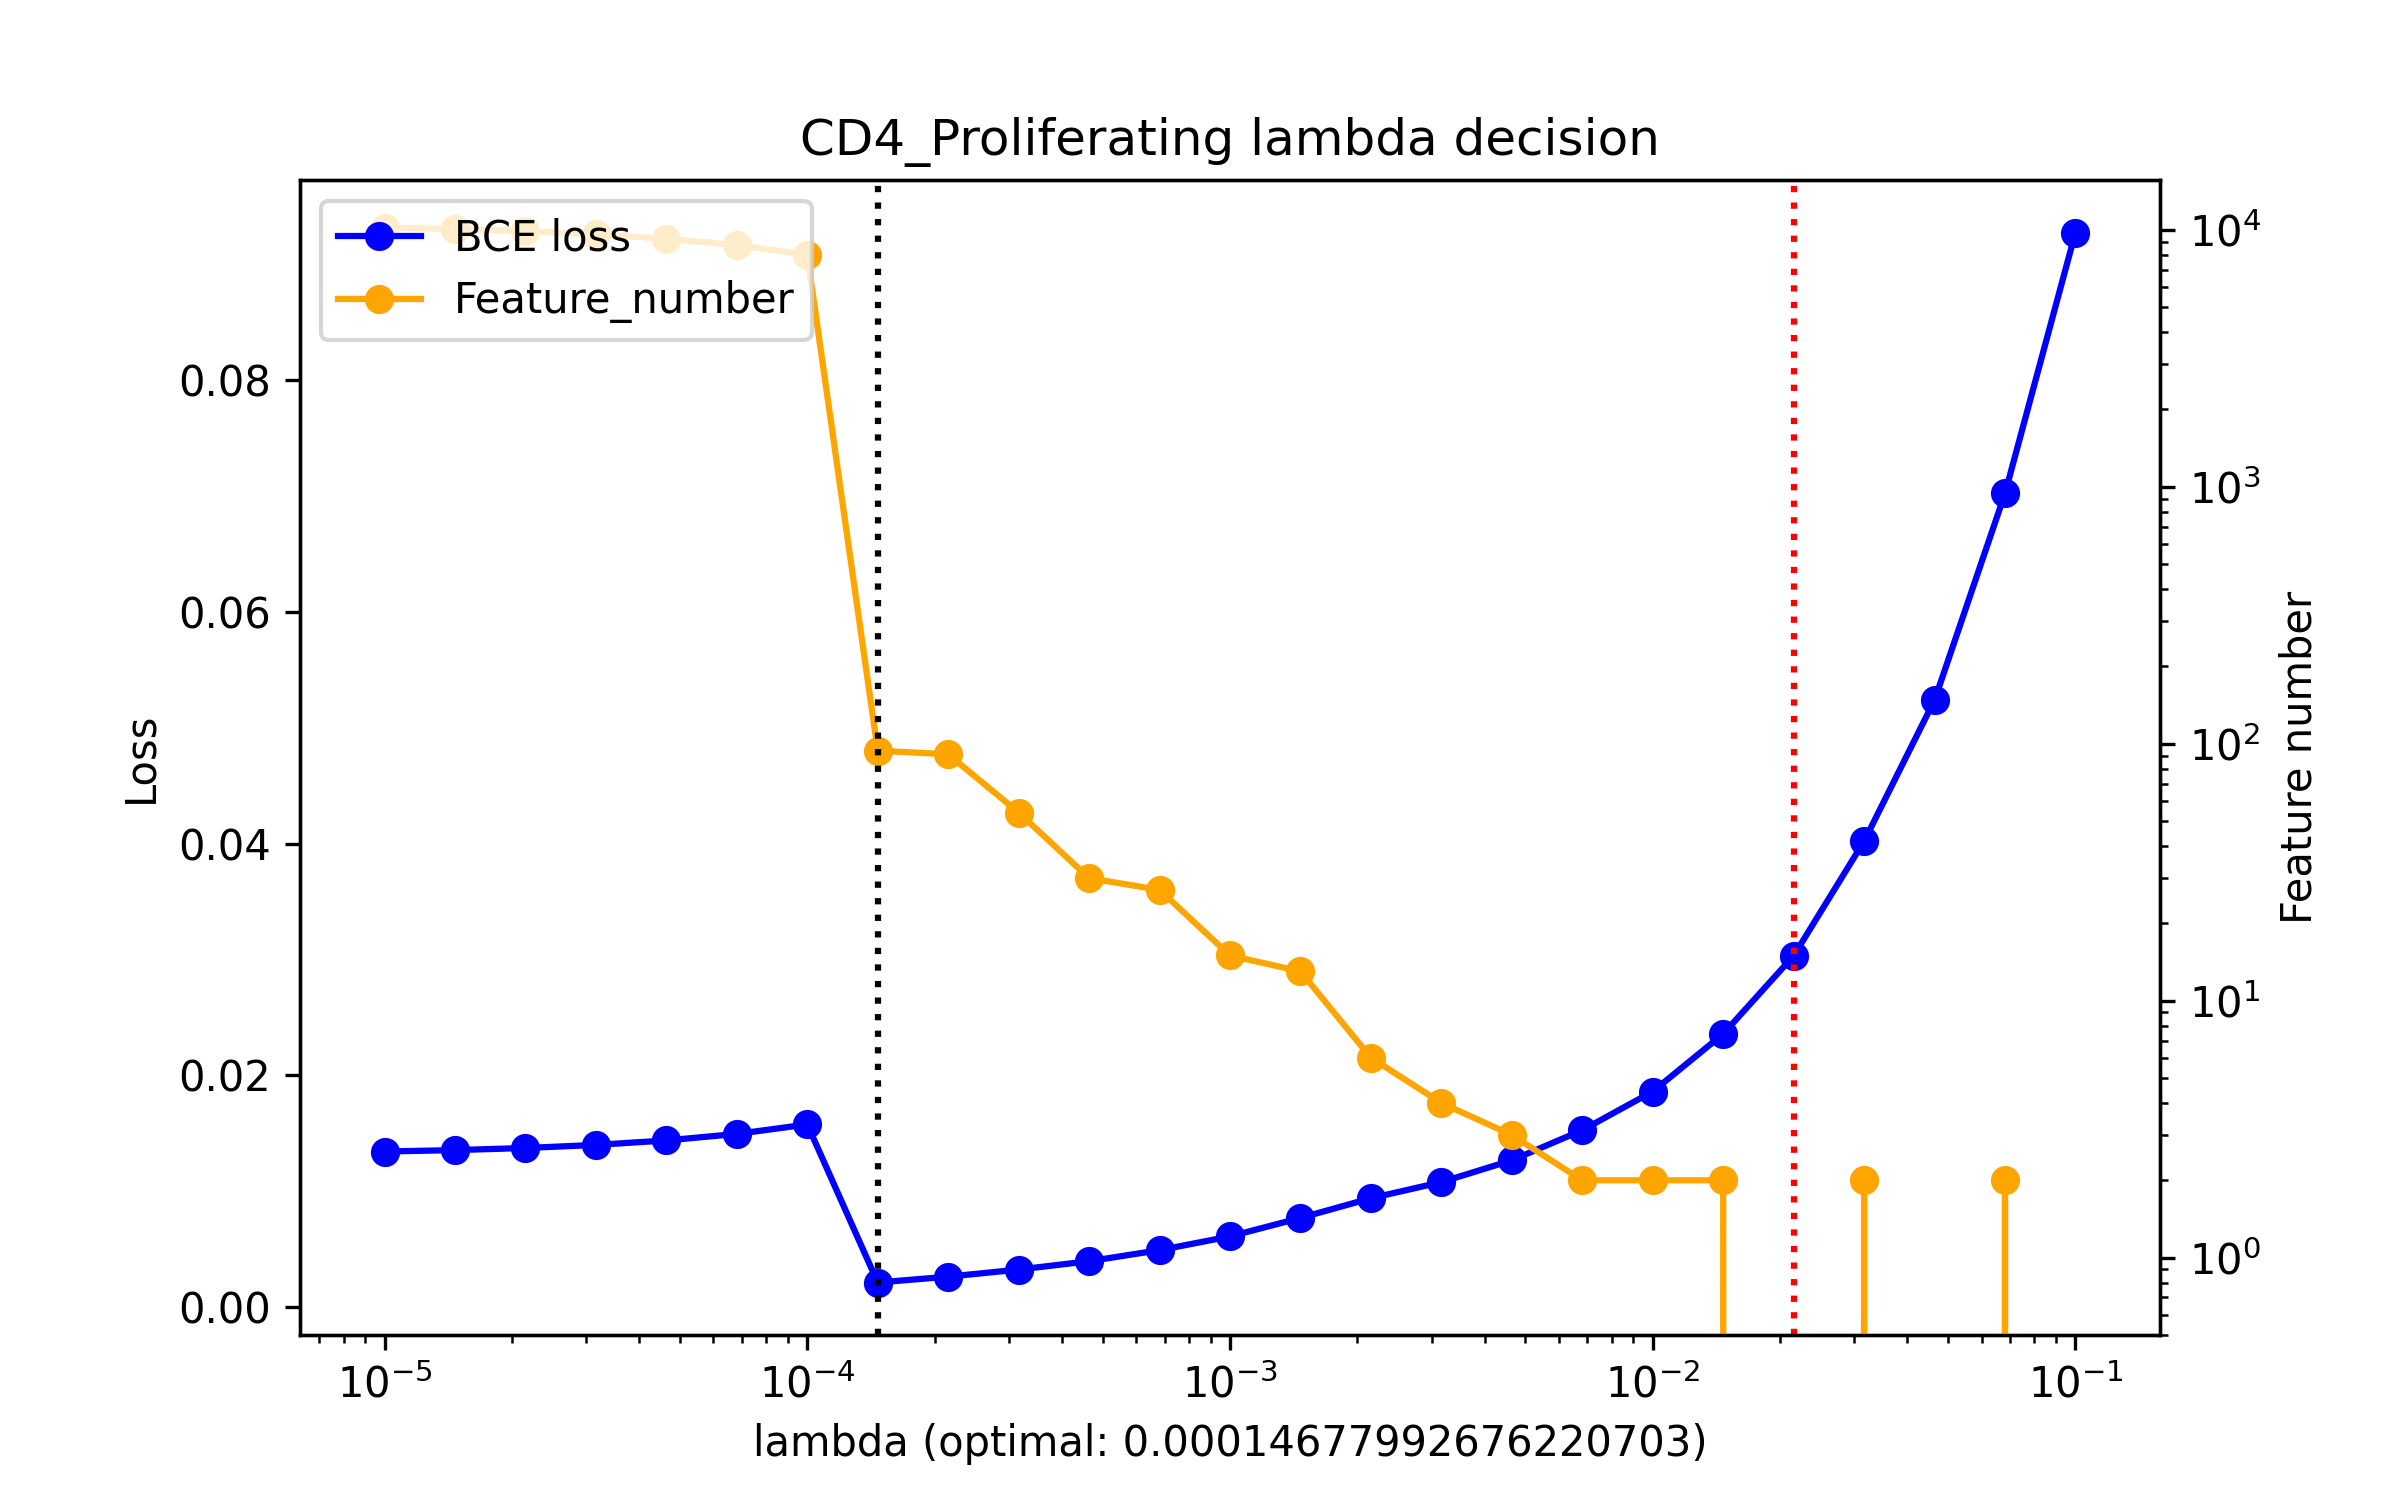 CD4_Proliferating lambda decision
BCE loss
Feature_number
0.08
0.06
0.04
0.02
0.00
Loss
10⁴
10³
10²
10¹
10⁰
Feature number
10⁻⁵ 10⁻⁴ 10⁻³ 10⁻² 10⁻¹
lambda (optimal: 0.00014677992676220703)